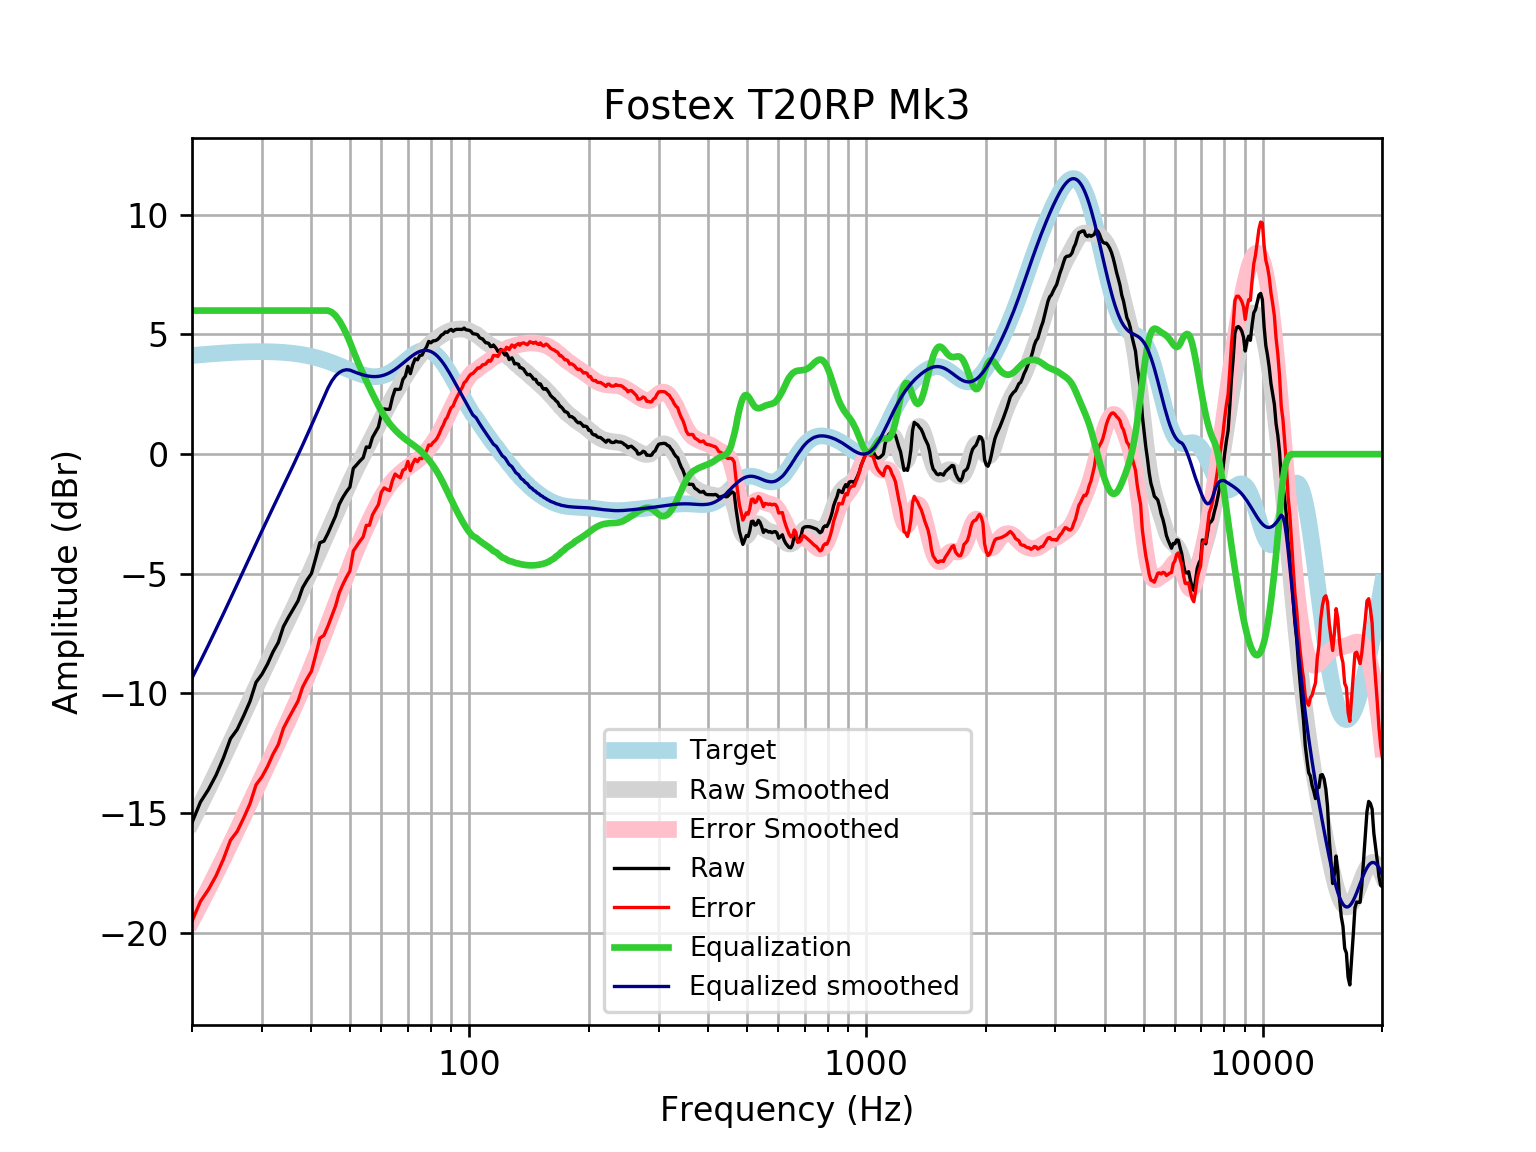 Fostex T20RP Mk3
10
5
0
−5
−10
−15
−20
Amplitude (dBr)
Target
Raw Smoothed
Error Smoothed
Raw
Error
Equalization
Equalized smoothed
100
1000
10000
Frequency (Hz)